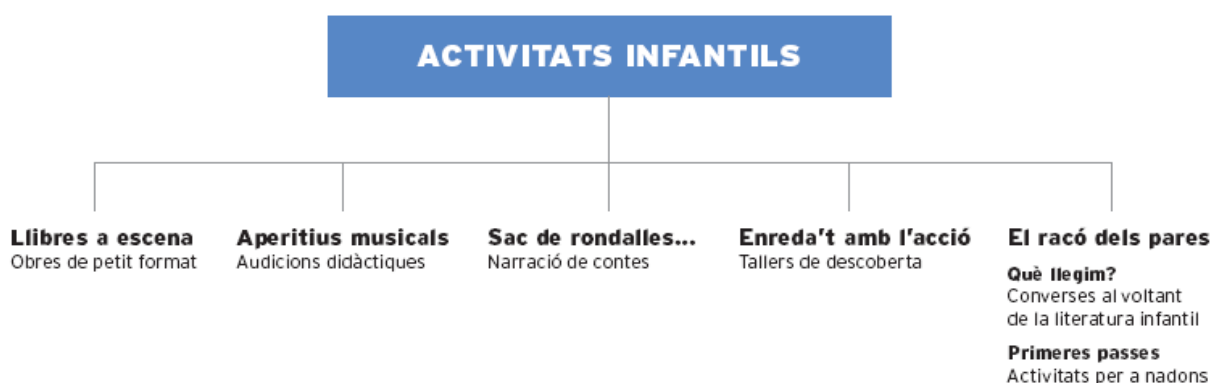 ACTIVITATS INFANTILS
Llibres a escena
Obres de petit format
Aperitius musicals
Audicions didàctiques
Sac de rondalles...
Narració de contes
Enreda't amb l'acció
Tallers de descoberta
El racó dels pares
Què llegim?
Converses al voltant
de la literatura infantil
Primeres passes
Activitats per a nadons